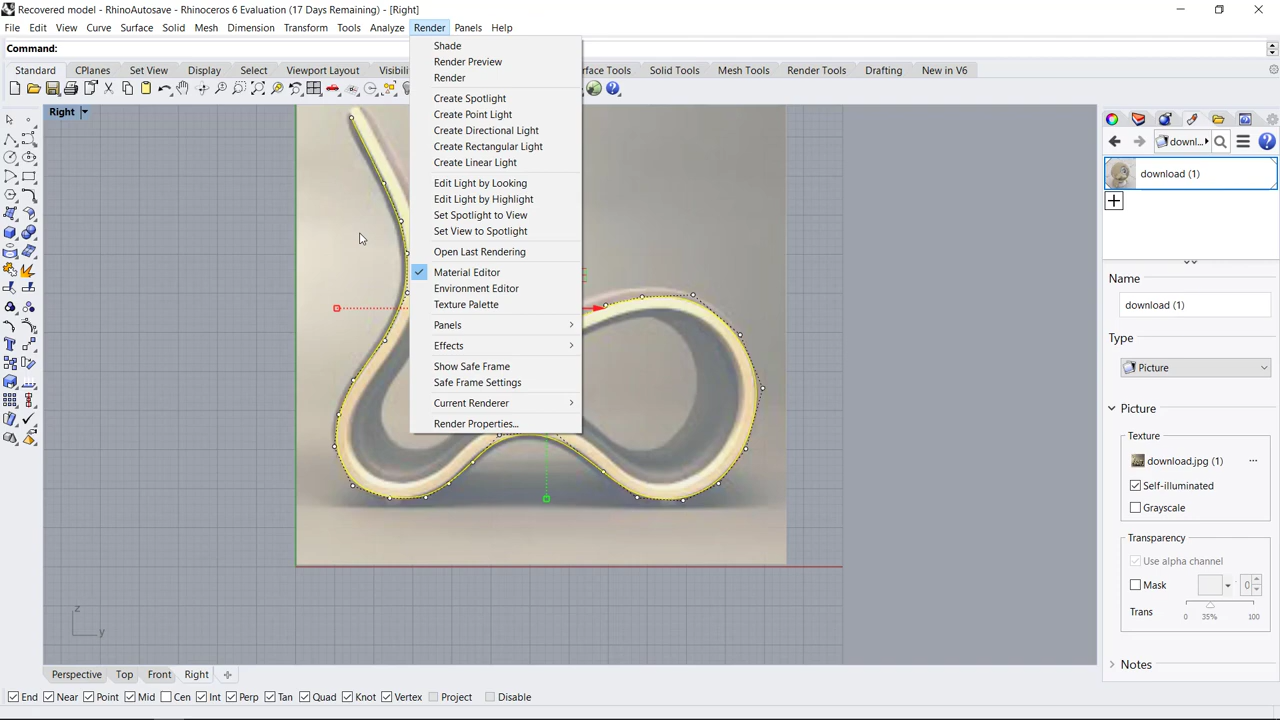 Recovered model - RhinoAutosave - Rhinoceros 6 Evaluation (17 Days Remaining) - [Right]
File Edit View Curve Surface Solid Mesh Dimension Transform Tools Analyze Render Panels Help
Command:
Standard CPlanes Set View Display Select Viewport Layout Visibili
rface Tools Solid Tools Mesh Tools Render Tools Drafting New in V6
Right
Shade
Render Preview
Render
Create Spotlight
Create Point Light
Create Directional Light
Create Rectangular Light
Create Linear Light
Edit Light by Looking
Edit Light by Highlight
Set Spotlight to View
Set View to Spotlight
Open Last Rendering
Material Editor
Environment Editor
Texture Palette
Panels
Effects
Show Safe Frame
Safe Frame Settings
Current Renderer
Render Properties...
downl...
download (1)
Name
download (1)
Type
Picture
Picture
Texture
download.jpg (1) ...
Self-illuminated
Grayscale
Transparency
Use alpha channel
Mask 0
Trans
0 35% 100
Notes
z
y
Perspective Top Front Right
End Near Point Mid Cen Int Perp Tan Quad Knot Vertex Project Disable